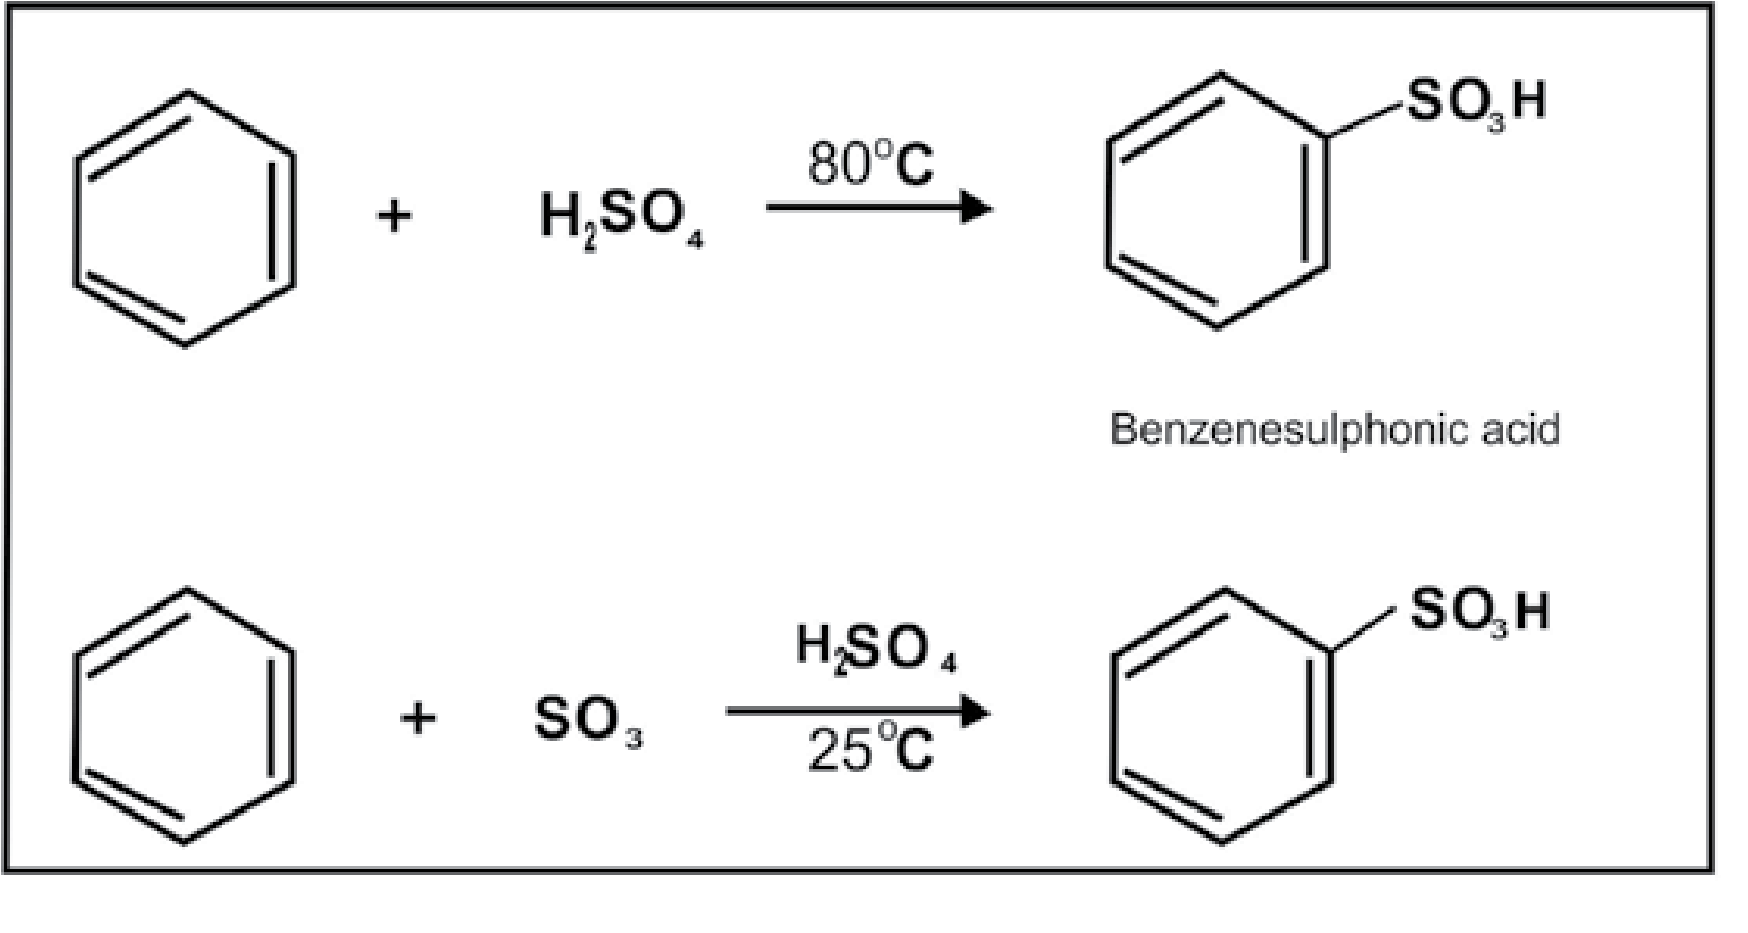 + H₂SO₄ 80°C SO₃H
Benzenesulphonic acid
+ SO₃ H₂SO₄ 25°C SO₃H